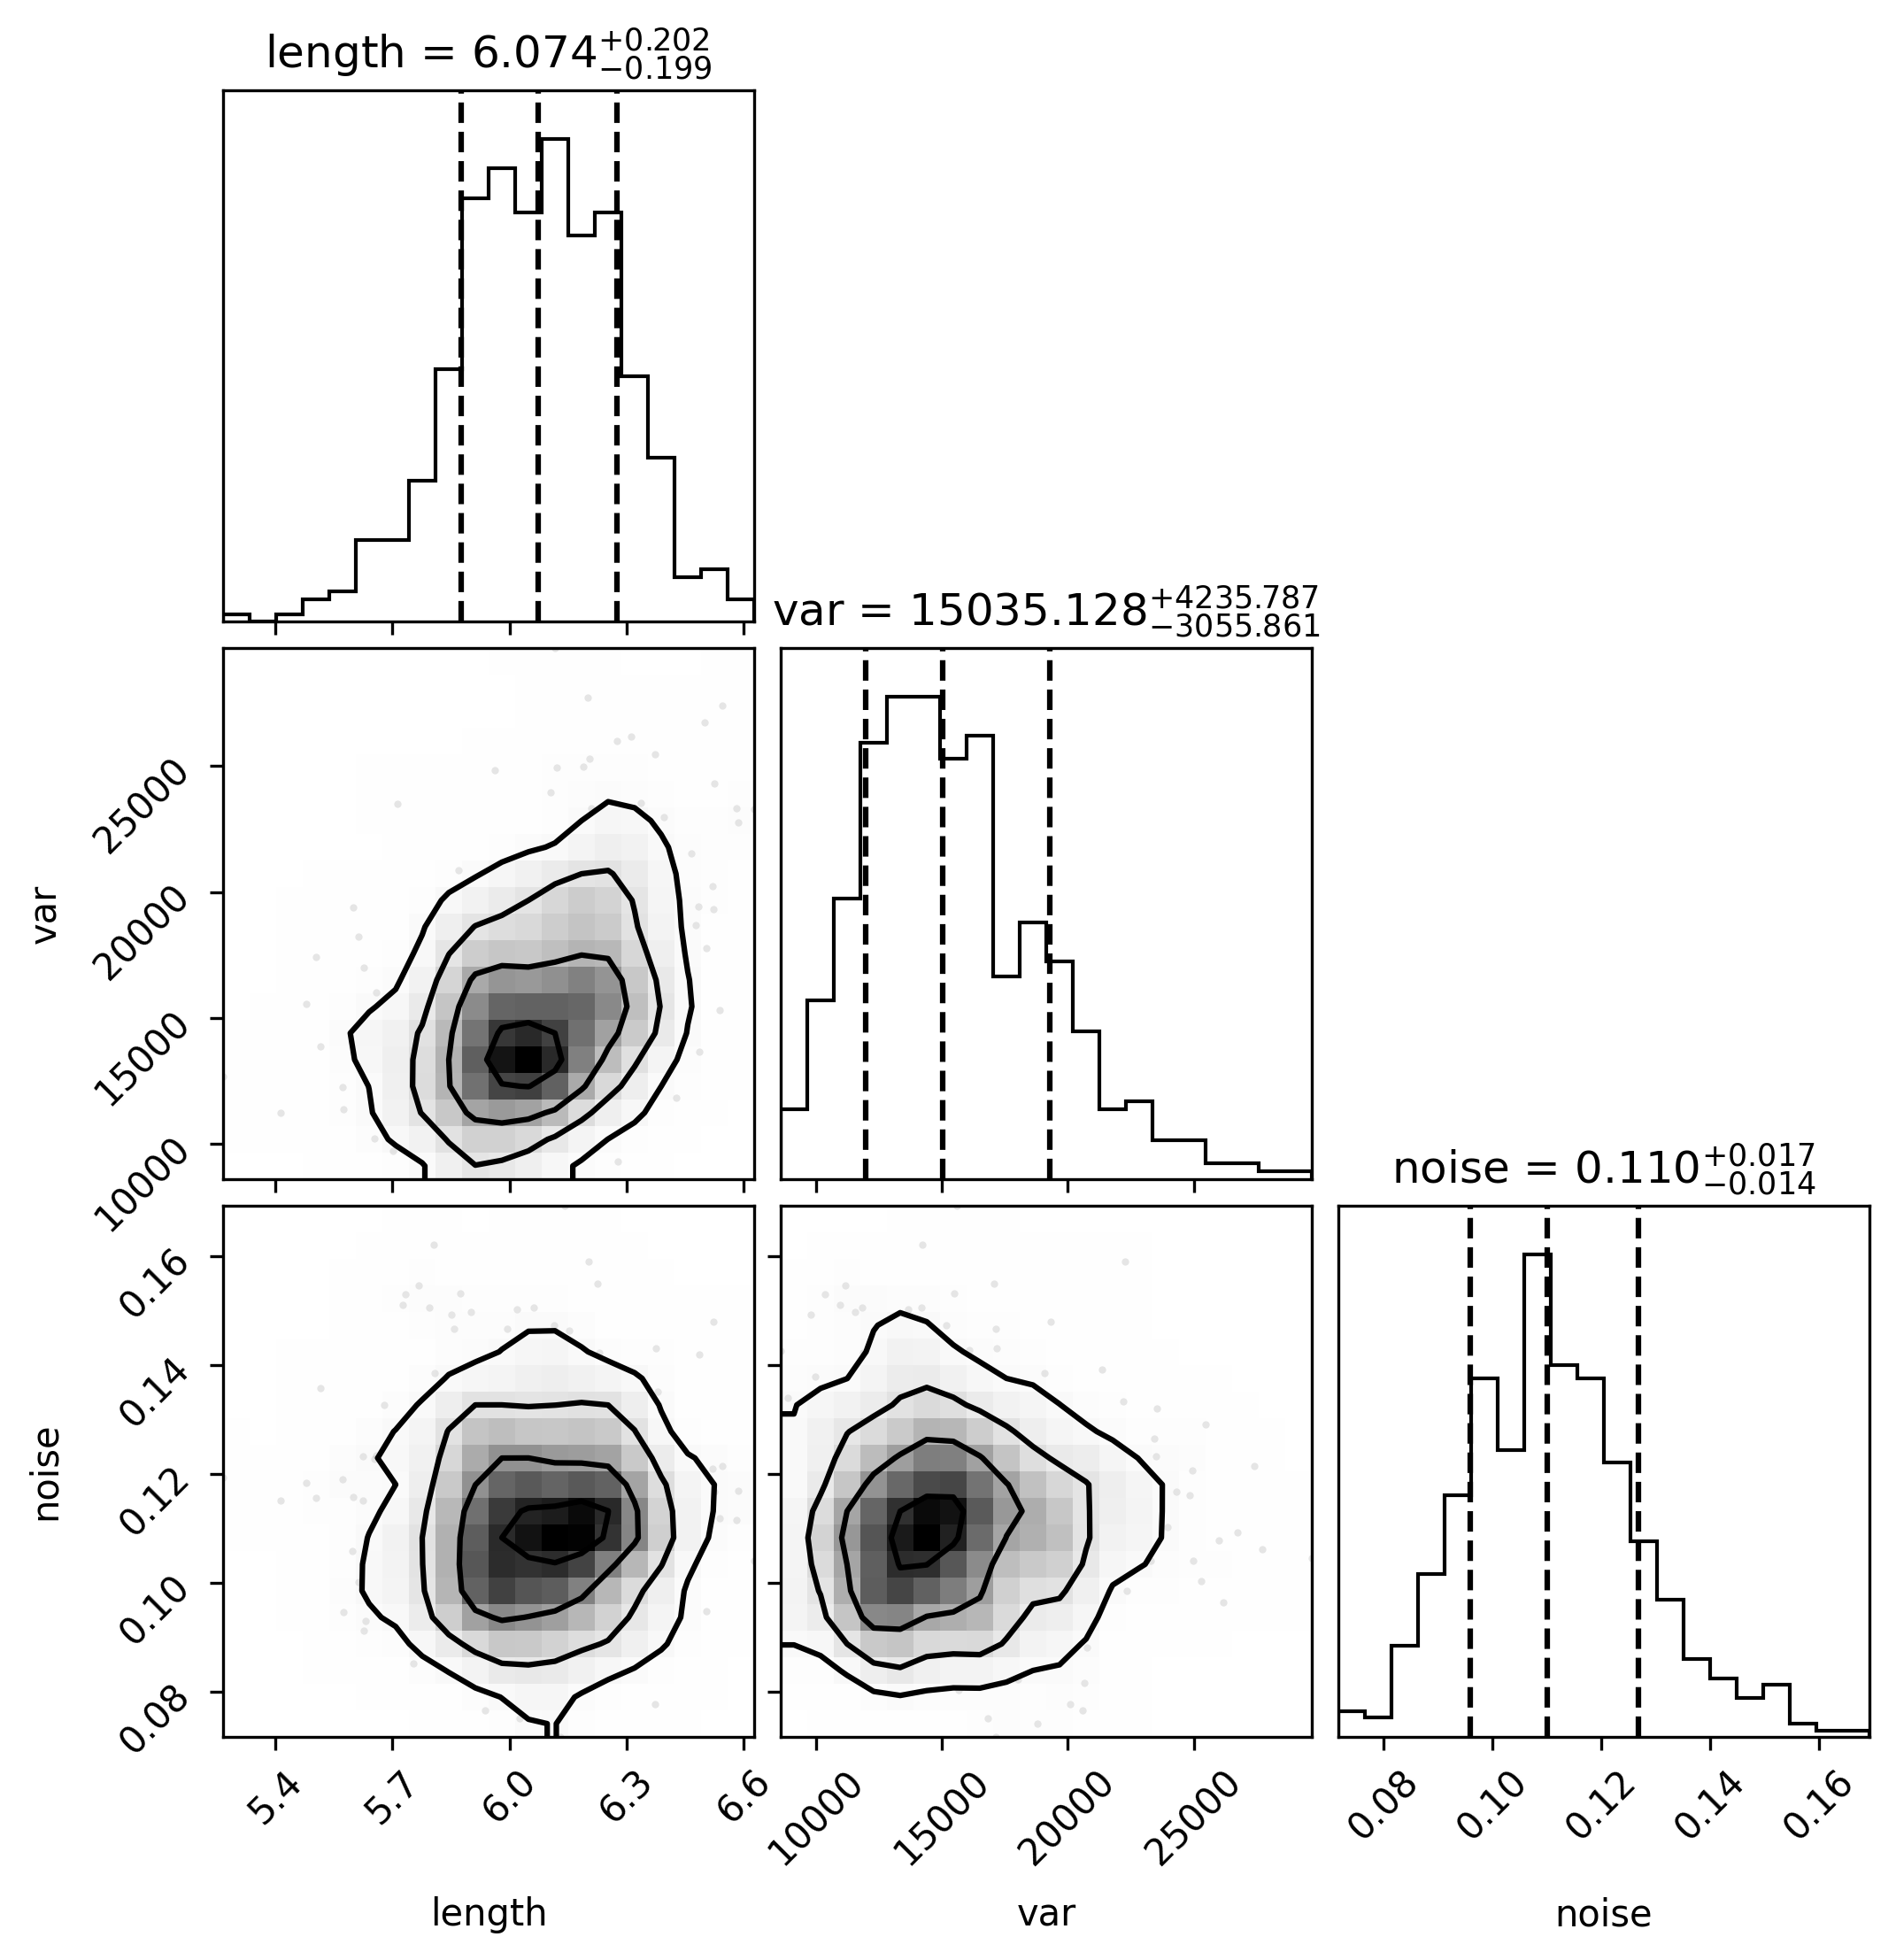 length = 6.074+0.202 −0.199
var = 15035.128+4235.787 −3055.861
25000
20000
15000
10000
var
noise = 0.110+0.017 −0.014
0.16
0.14
0.12
0.10
0.08
noise
5.4 5.7 6.0 6.3 6.6
10000 15000 20000 25000
0.08 0.10 0.12 0.14 0.16
length
var
noise